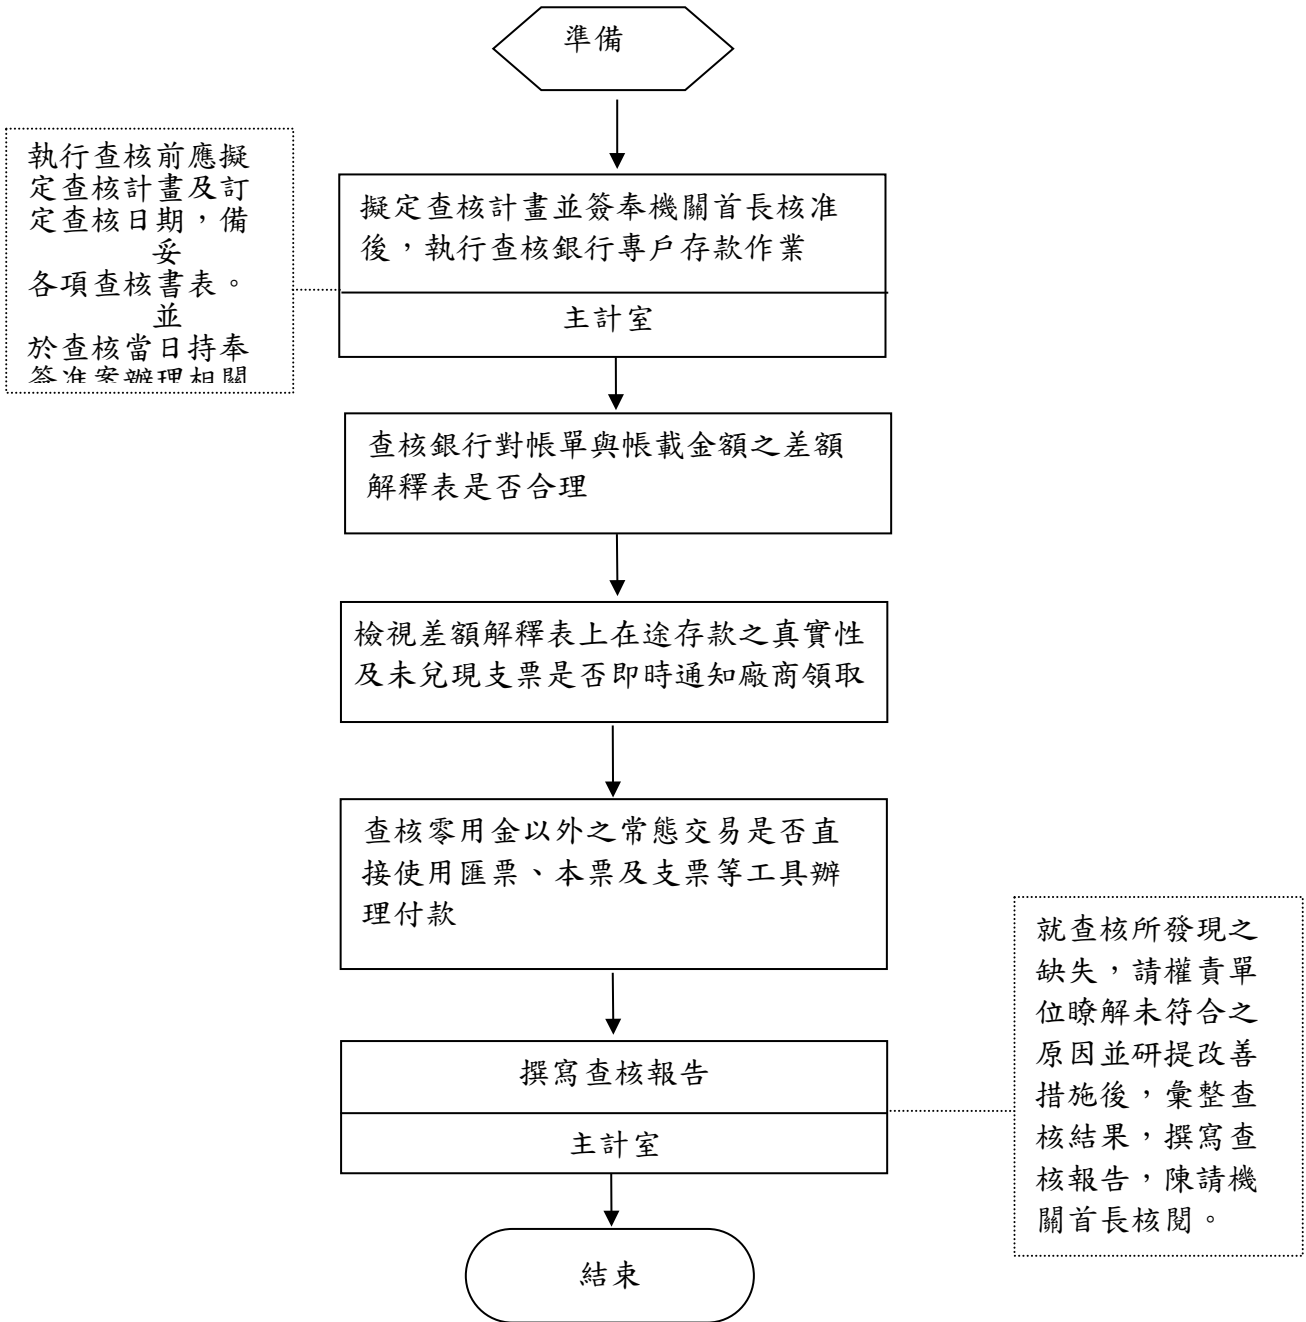 準備
執行查核前應擬
定查核計畫及訂
定查核日期，備
妥
各項查核書表。
並
於查核當日持奉
簽准案辦理相關
擬定查核計畫並簽奉機關首長核准
後，執行查核銀行專戶存款作業
主計室
查核銀行對帳單與帳載金額之差額
解釋表是否合理
檢視差額解釋表上在途存款之真實性
及未兌現支票是否即時通知廠商領取
查核零用金以外之常態交易是否直
接使用匯票、本票及支票等工具辦
理付款
撰寫查核報告
主計室
就查核所發現之
缺失，請權責單
位瞭解未符合之
原因並研提改善
措施後，彙整查
核結果，撰寫查
核報告，陳請機
關首長核閱。
結束